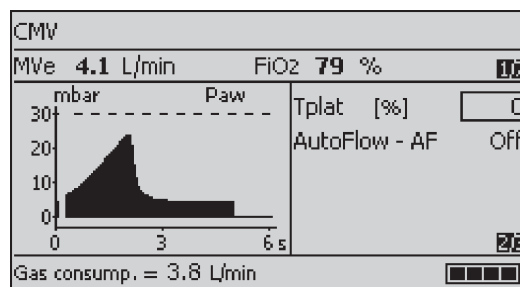 CMV
MVe 4.1 L/min FiO2 79 %
mbar Paw
30
20
10
0
0 3 6 s
Tplat [%]
AutoFlow - AF Off
Gas consump. = 3.8 L/min